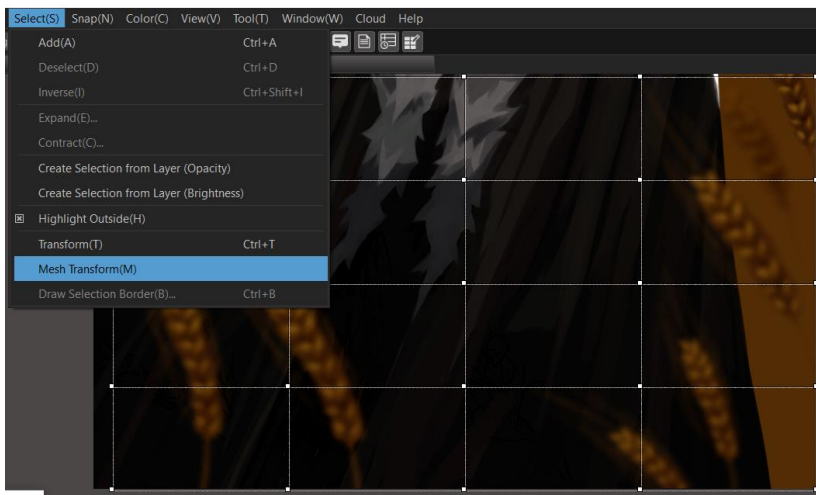 Select(S) Snap(N) Color(C) View(V) Tool(T) Window(W) Cloud Help
Add(A) Ctrl+A
Deselect(D) Ctrl+D
Inverse(I) Ctrl+Shift+I
Expand(E)...
Contract(C)...
Create Selection from Layer (Opacity)
Create Selection from Layer (Brightness)
Highlight Outside(H)
Transform(T) Ctrl+T
Mesh Transform(M)
Draw Selection Border(B)... Ctrl+B